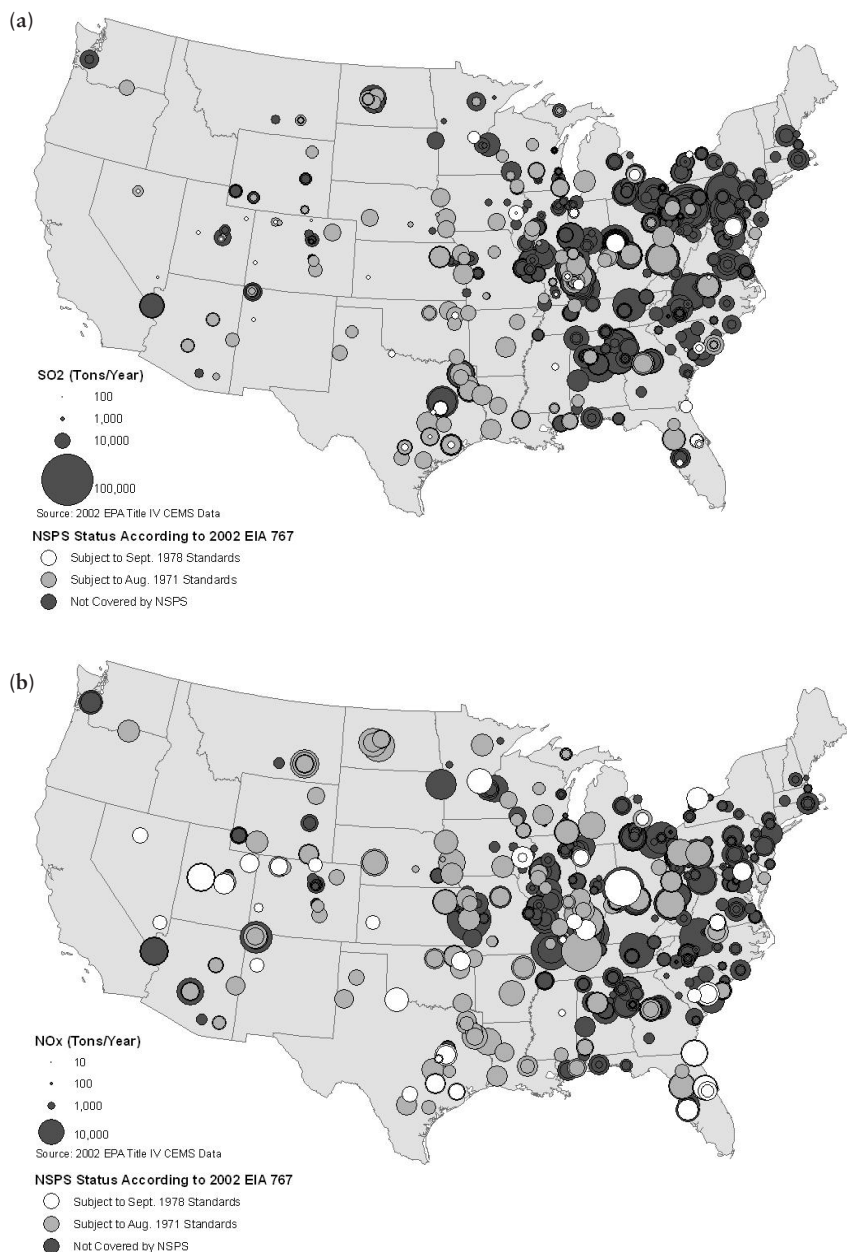 (a)
SO2 (Tons/Year)
100
1,000
10,000
100,000
Source: 2002 EPA Title IV CEMS Data
NSPS Status According to 2002 EIA 767
Subject to Sept. 1978 Standards
Subject to Aug. 1971 Standards
Not Covered by NSPS
(b)
NOx (Tons/Year)
10
100
1,000
10,000
Source: 2002 EPA Title IV CEMS Data
NSPS Status According to 2002 EIA 767
Subject to Sept. 1978 Standards
Subject to Aug. 1971 Standards
Not Covered by NSPS